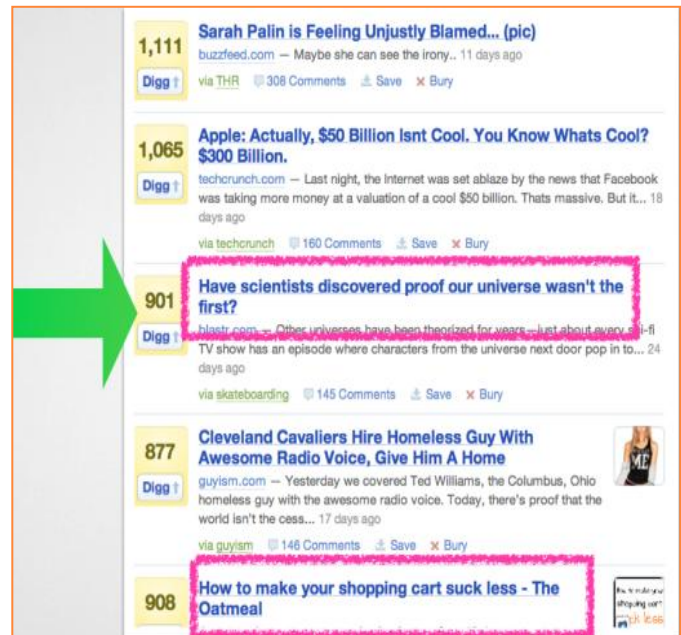 1,111
Digg
Sarah Palin is Feeling Unjustly Blamed... (pic)
buzzfeed.com — Maybe she can see the irony.. 11 days ago
via THR 308 Comments Save Bury
1,065
Digg
Apple: Actually, $50 Billion Isnt Cool. You Know Whats Cool?
$300 Billion.
techcrunch.com — Last night, the Internet was set ablaze by the news that Facebook
was taking more money at a valuation of a cool $50 billion. Thats massive. But it... 18
days ago
via techcrunch 160 Comments Save Bury
901
Digg
Have scientists discovered proof our universe wasn't the
first?
blastr.com — Other universes have been theorized for years—just about every sci-fi
TV show has an episode where characters from the universe next door pop in to... 24
days ago
via skateboarding 145 Comments Save Bury
877
Digg
Cleveland Cavaliers Hire Homeless Guy With
Awesome Radio Voice, Give Him A Home
guyism.com — Yesterday we covered Ted Williams, the Columbus, Ohio
homeless guy with the awesome radio voice. Today, there's proof that the
world isn't the cess... 17 days ago
via guyism 146 Comments Save Bury
ME
908
How to make your shopping cart suck less - The
Oatmeal
shopping cart
less